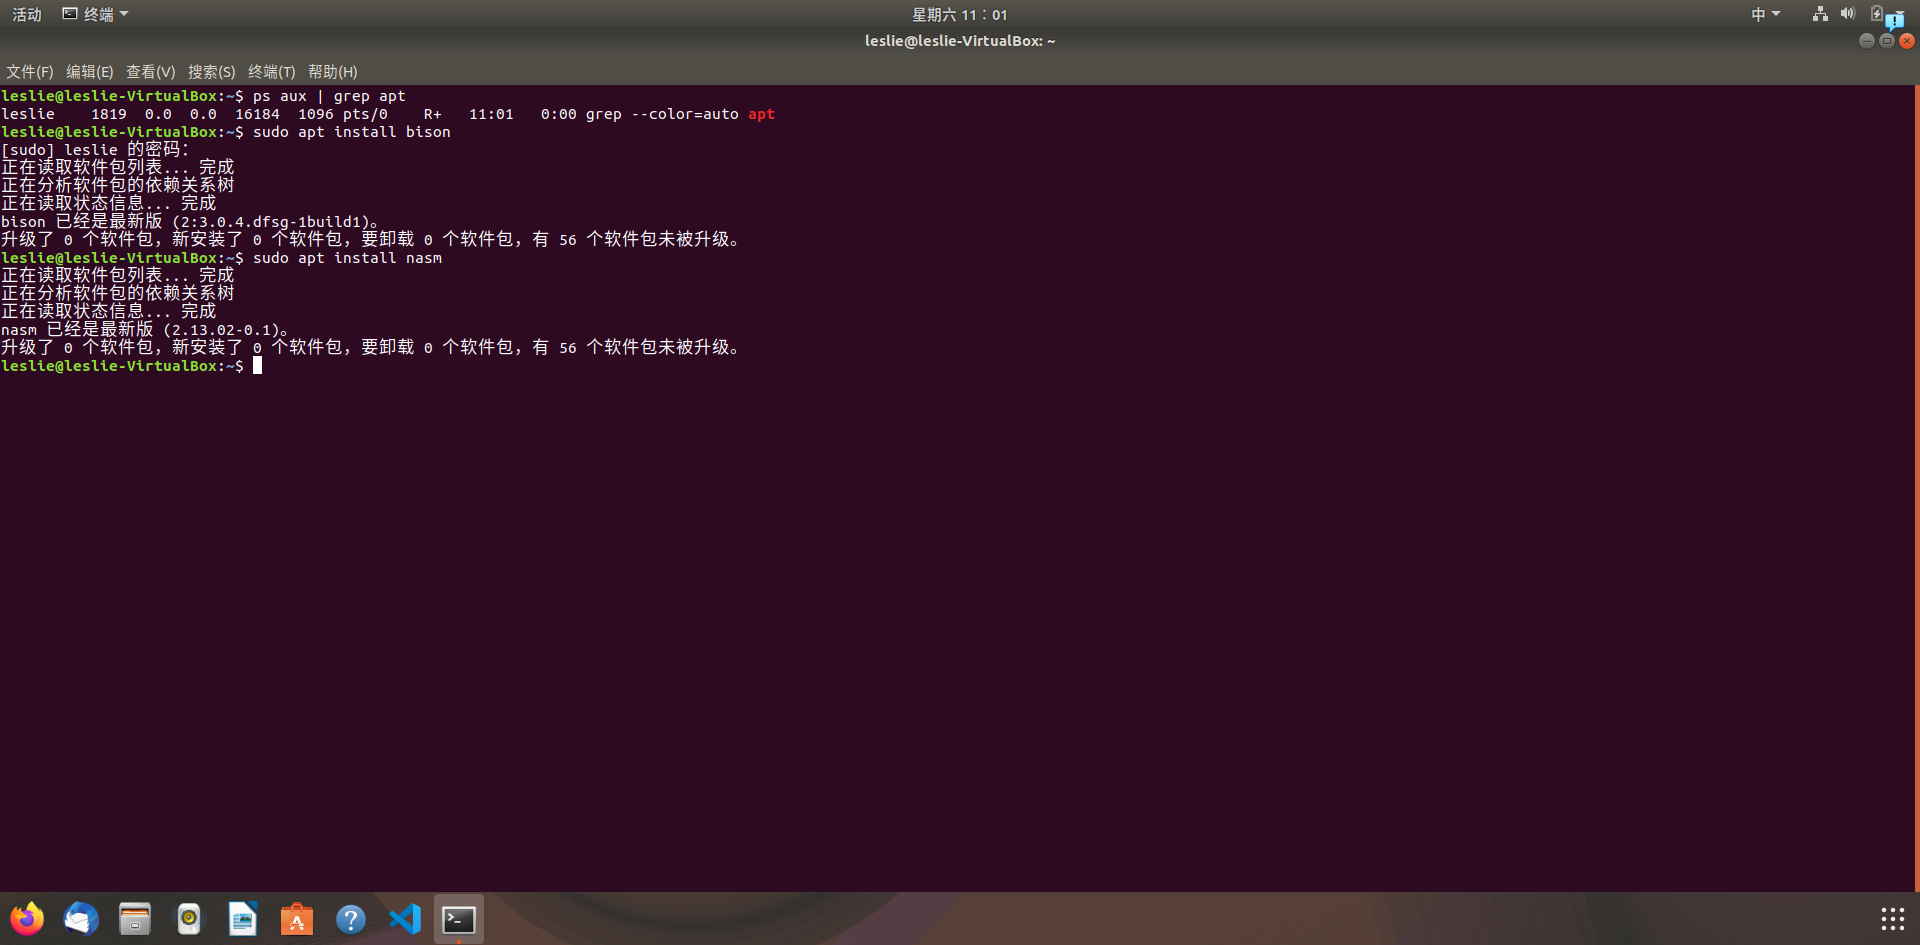 活动 终端 星期六 11：01 中
leslie@leslie-VirtualBox: ~
文件(F) 编辑(E) 查看(V) 搜索(S) 终端(T) 帮助(H)
leslie@leslie-VirtualBox:~$ ps aux | grep apt
leslie    1819  0.0  0.0  16184  1096 pts/0    R+   11:01   0:00 grep --color=auto apt
leslie@leslie-VirtualBox:~$ sudo apt install bison
[sudo] leslie 的密码：
正在读取软件包列表... 完成
正在分析软件包的依赖关系树
正在读取状态信息... 完成
bison 已经是最新版 (2:3.0.4.dfsg-1build1)。
升级了 0 个软件包，新安装了 0 个软件包，要卸载 0 个软件包，有 56 个软件包未被升级。
leslie@leslie-VirtualBox:~$ sudo apt install nasm
正在读取软件包列表... 完成
正在分析软件包的依赖关系树
正在读取状态信息... 完成
nasm 已经是最新版 (2.13.02-0.1)。
升级了 0 个软件包，新安装了 0 个软件包，要卸载 0 个软件包，有 56 个软件包未被升级。
leslie@leslie-VirtualBox:~$